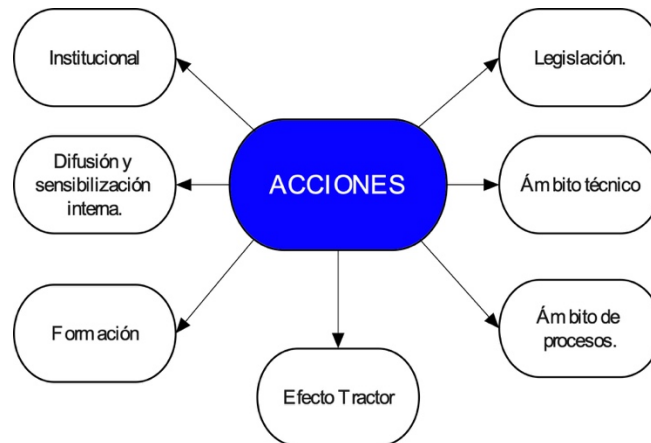 Institucional
Legislación.
Difusión y
sensibilización
interna.
ACCIONES
Ámbito técnico
Formación
Ámbito de
procesos.
Efecto Tractor